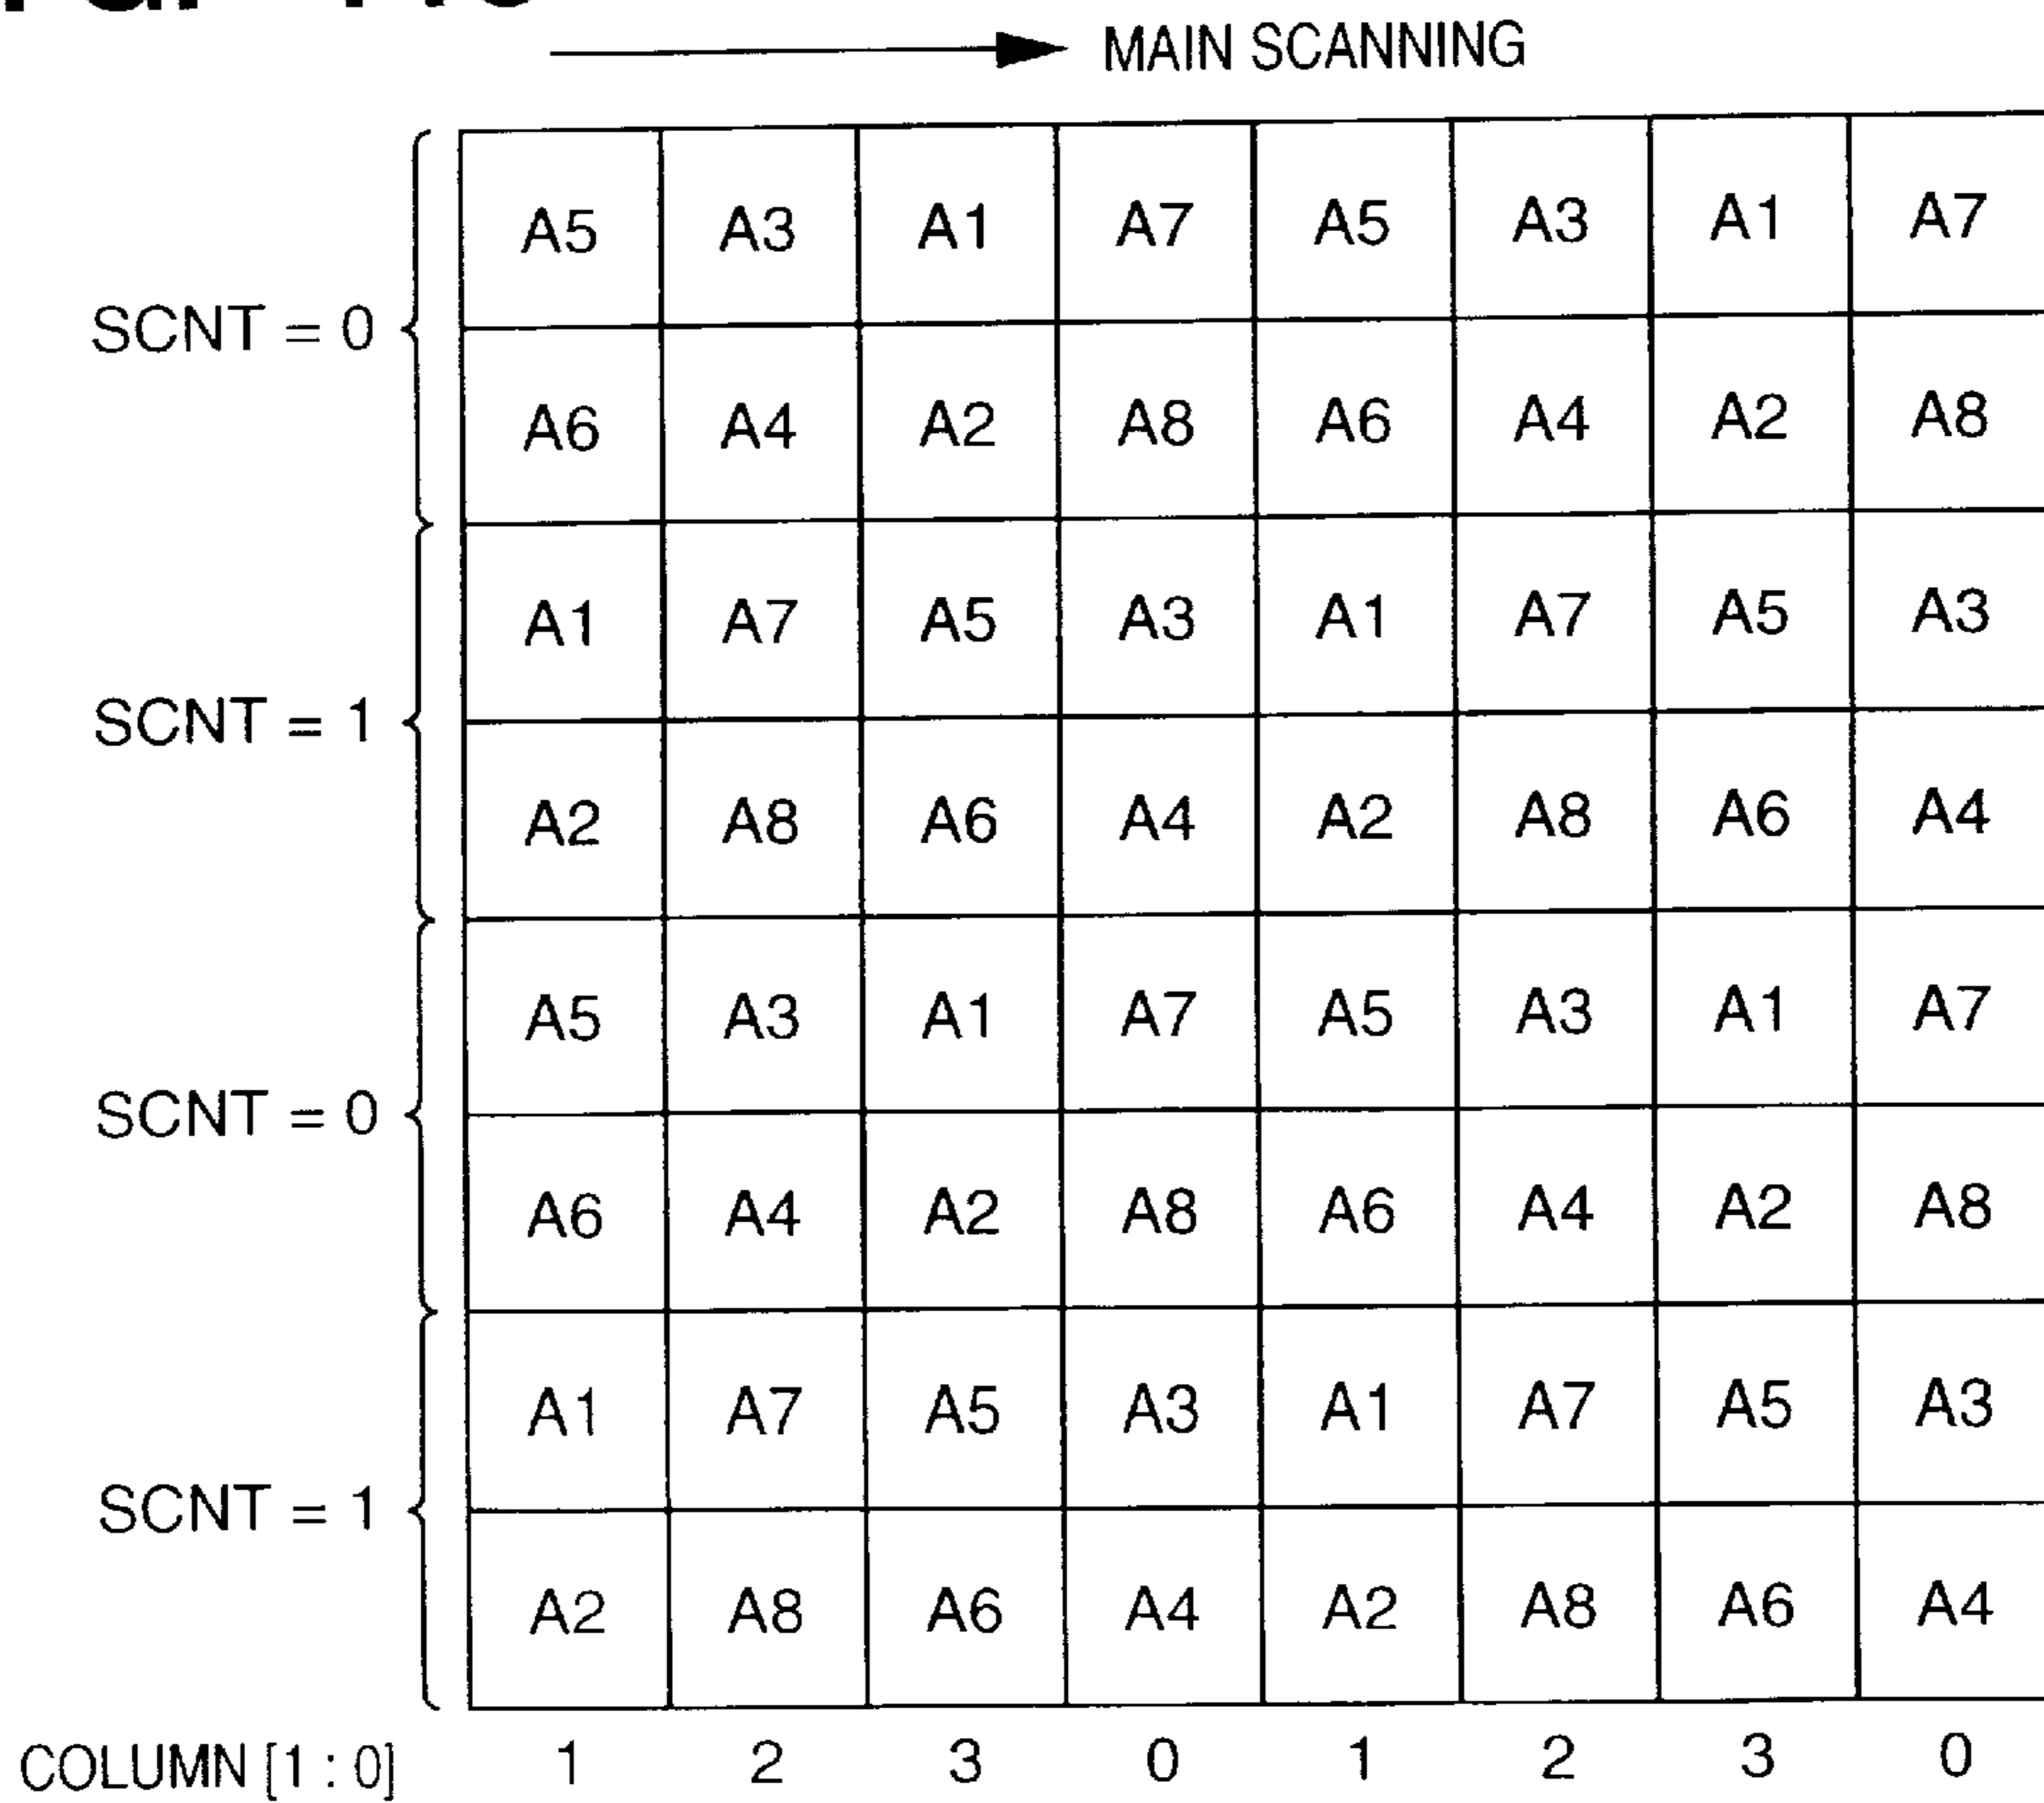 MAIN SCANNING
A5 A3 A1 A7 A5 A3 A1 A7
SCNT = 0
A6 A4 A2 A8 A6 A4 A2 A8
A1 A7 A5 A3 A1 A7 A5 A3
SCNT = 1
A2 A8 A6 A4 A2 A8 A6 A4
A5 A3 A1 A7 A5 A3 A1 A7
SCNT = 0
A6 A4 A2 A8 A6 A4 A2 A8
A1 A7 A5 A3 A1 A7 A5 A3
SCNT = 1
A2 A8 A6 A4 A2 A8 A6 A4
COLUMN [1 : 0] 1 2 3 0 1 2 3 0